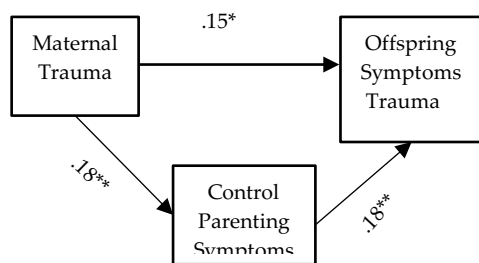 .15*
Maternal
Trauma
Offspring
Symptoms
Trauma
.18**
.18**
Control
Parenting
Symptoms